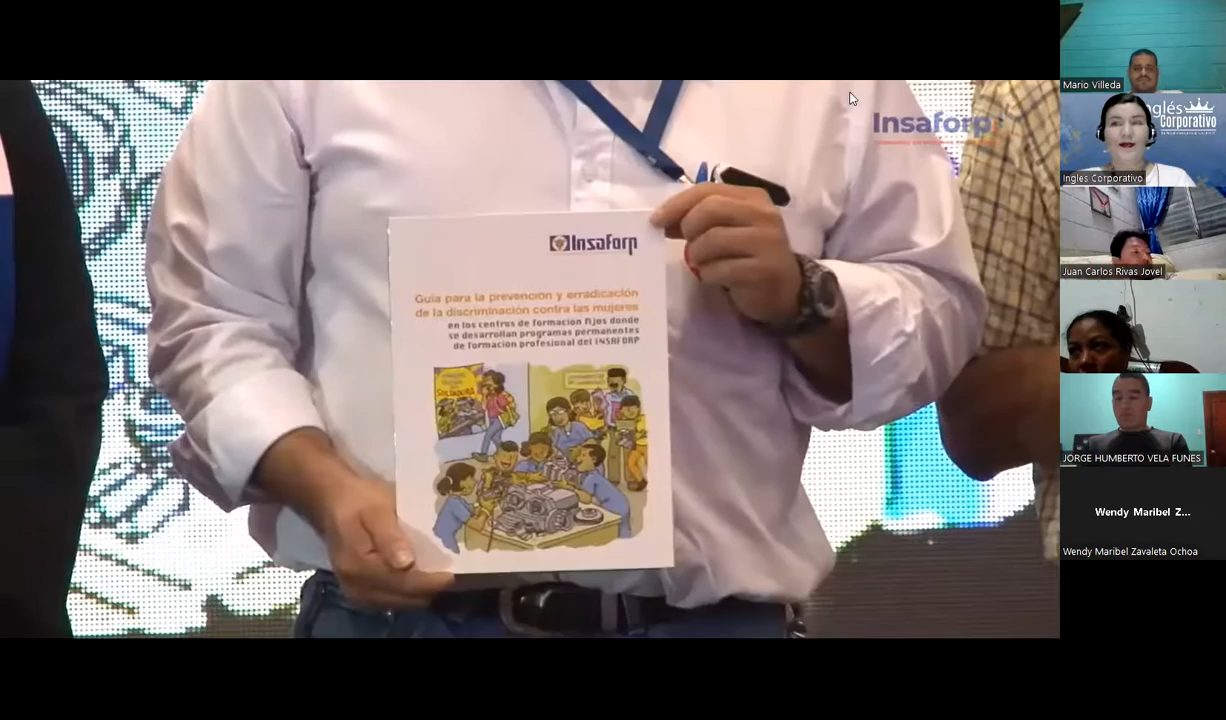 Insaforp
Insaforp
Guía para la prevención y erradicación
de la discriminación contra las mujeres
en los centros de formación fijos donde
se desarrollan programas permanentes
de formación profesional del INSAFORP
SOLDADURA
Mario Villeda
Inglés
Corporativo
Ingles Corporativo
Juan Carlos Rivas Jovel
JORGE HUMBERTO VELA FUNES
Wendy Maribel Z...
Wendy Maribel Zavaleta Ochoa